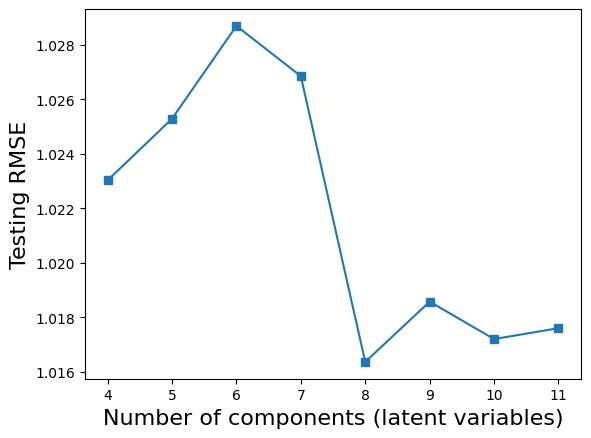 Testing RMSE
1.028
1.026
1.024
1.022
1.020
1.018
1.016
4 5 6 7 8 9 10 11
Number of components (latent variables)